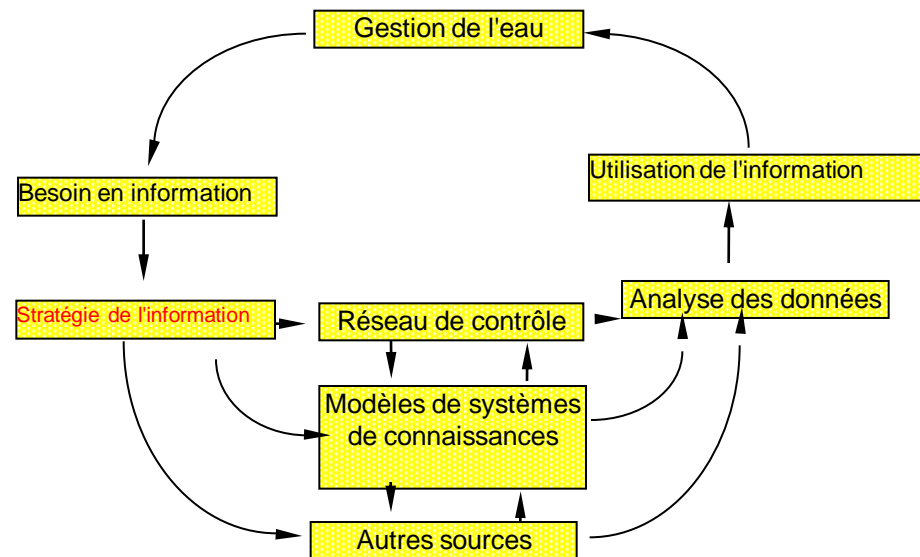 Gestion de l'eau
Utilisation de l'information
Besoin en information
Analyse des données
Stratégie de l'information
Réseau de contrôle
Modèles de systèmes
de connaissances
Autres sources